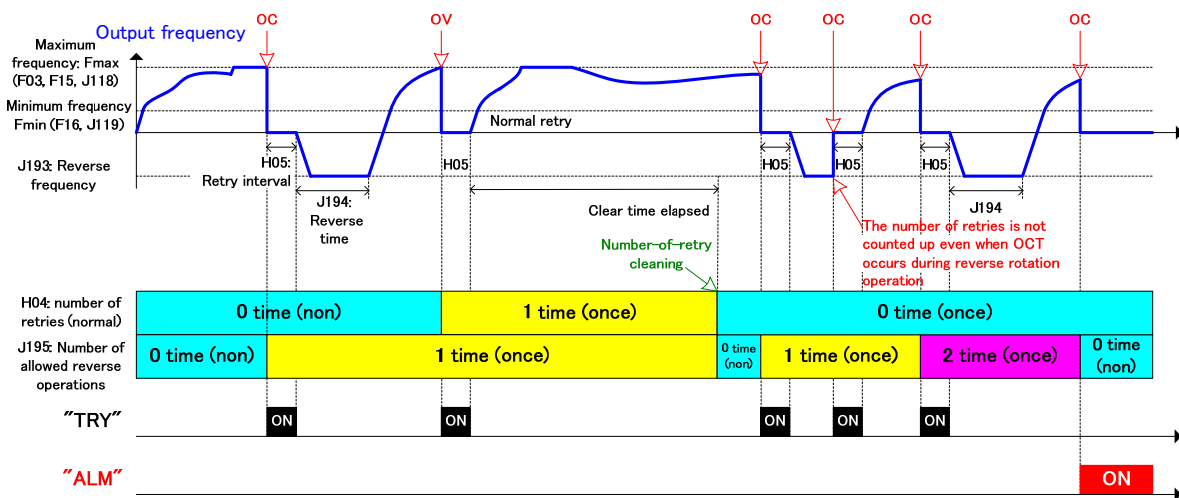 OC
OV
OC
OC
OC
OC
Output frequency
Maximum
frequency: Fmax
(F03, F15, J118)
Minimum frequency
Fmin (F16, J119)
Normal retry
J193: Reverse
frequency
H05:
Retry interval
H05
H05
H05
H05
J194:
Reverse
time
J194
Clear time elapsed
The number of retries is not
counted up even when OCT
occurs during reverse rotation
operation
Number-of-retry
cleaning
H04: number of
retries (normal)
0 time (non)
1 time (once)
0 time (once)
J195: Number of
allowed reverse
operations
0 time (non)
1 time (once)
0 time
(non)
1 time (once)
2 time (once)
0 time
(non)
"TRY"
ON
ON
ON
ON
ON
"ALM"
ON